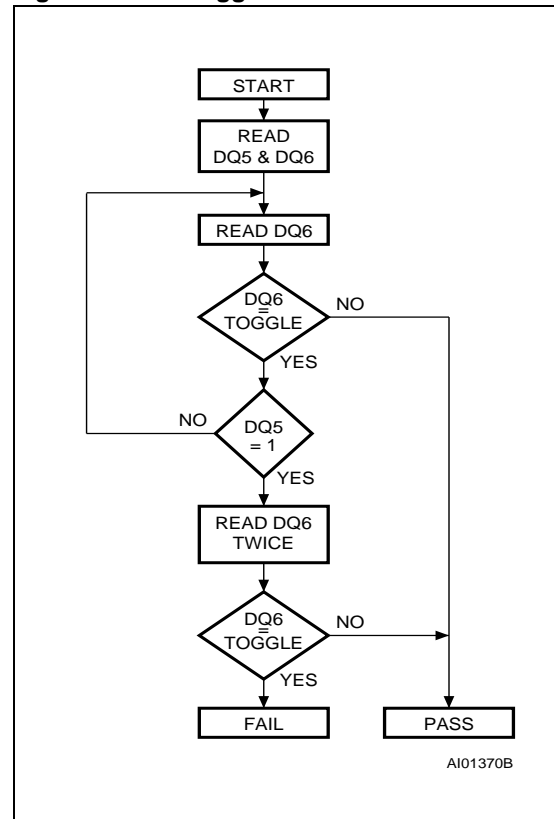 START
READ
DQ5 & DQ6
READ DQ6
DQ6
=
TOGGLE
NO
YES
NO
DQ5
= 1
YES
READ DQ6
TWICE
DQ6
=
TOGGLE
NO
YES
FAIL
PASS
AI01370B